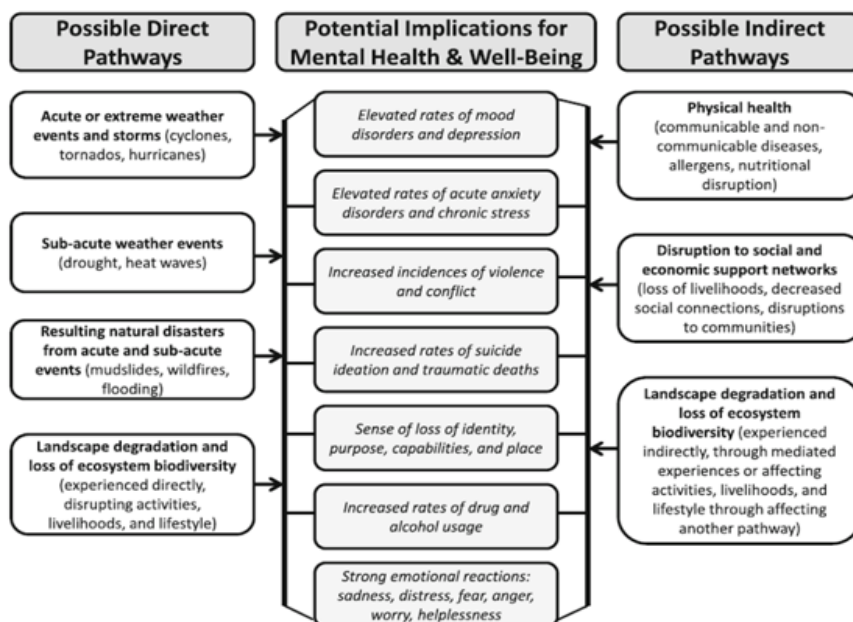 Possible Direct
Pathways
Acute or extreme weather
events and storms (cyclones,
tornados, hurricanes)
Sub-acute weather events
(drought, heat waves)
Resulting natural disasters
from acute and sub-acute
events (mudslides, wildfires,
flooding)
Landscape degradation and
loss of ecosystem biodiversity
(experienced directly,
disrupting activities,
livelihoods, and lifestyle)
Potential Implications for
Mental Health & Well-Being
Elevated rates of mood
disorders and depression
Elevated rates of acute anxiety
disorders and chronic stress
Increased incidences of violence
and conflict
Increased rates of suicide
ideation and traumatic deaths
Sense of loss of identity,
purpose, capabilities, and place
Increased rates of drug and
alcohol usage
Strong emotional reactions:
sadness, distress, fear, anger,
worry, helplessness
Possible Indirect
Pathways
Physical health
(communicable and non-
communicable diseases,
allergens, nutritional
disruption)
Disruption to social and
economic support networks
(loss of livelihoods, decreased
social connections, disruptions
to communities)
Landscape degradation and
loss of ecosystem
biodiversity (experienced
indirectly, through mediated
experiences or affecting
activities, livelihoods, and
lifestyle through affecting
another pathway)